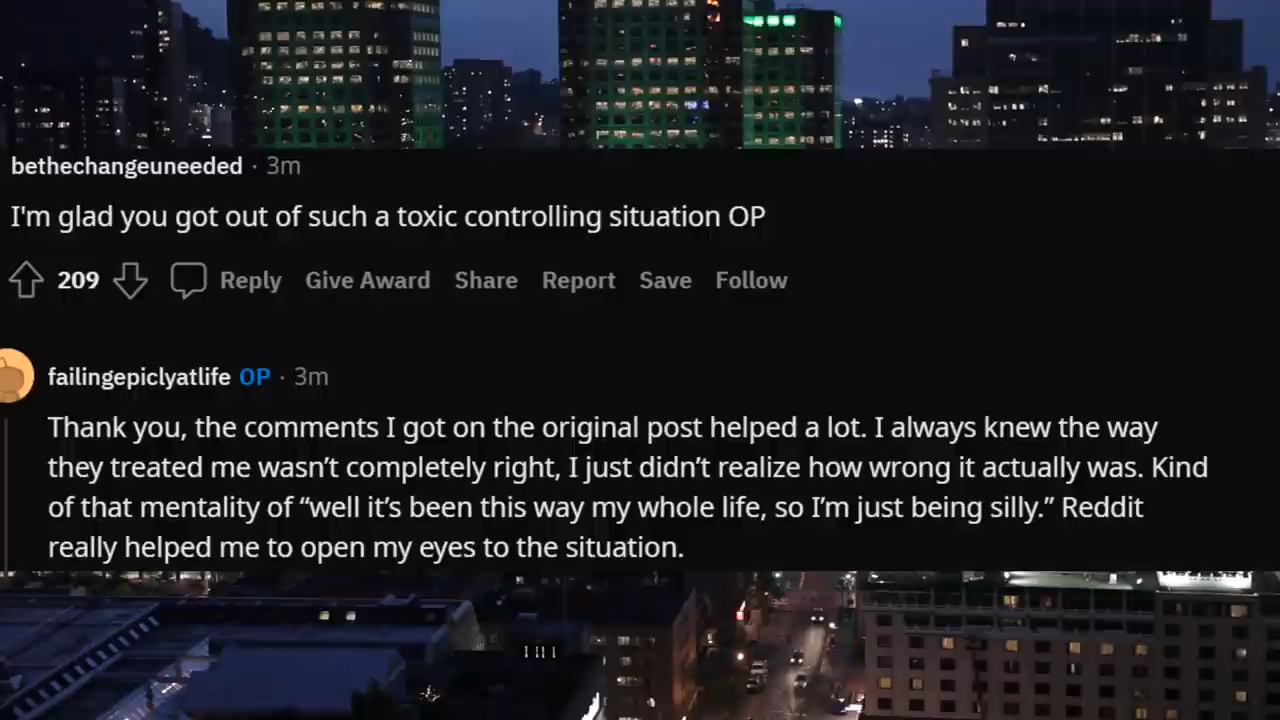 bethechangeuneeded · 3m
I'm glad you got out of such a toxic controlling situation OP
209 Reply Give Award Share Report Save Follow
failingepiclyatlife OP · 3m
Thank you, the comments I got on the original post helped a lot. I always knew the way
they treated me wasn’t completely right, I just didn’t realize how wrong it actually was. Kind
of that mentality of “well it’s been this way my whole life, so I’m just being silly.” Reddit
really helped me to open my eyes to the situation.